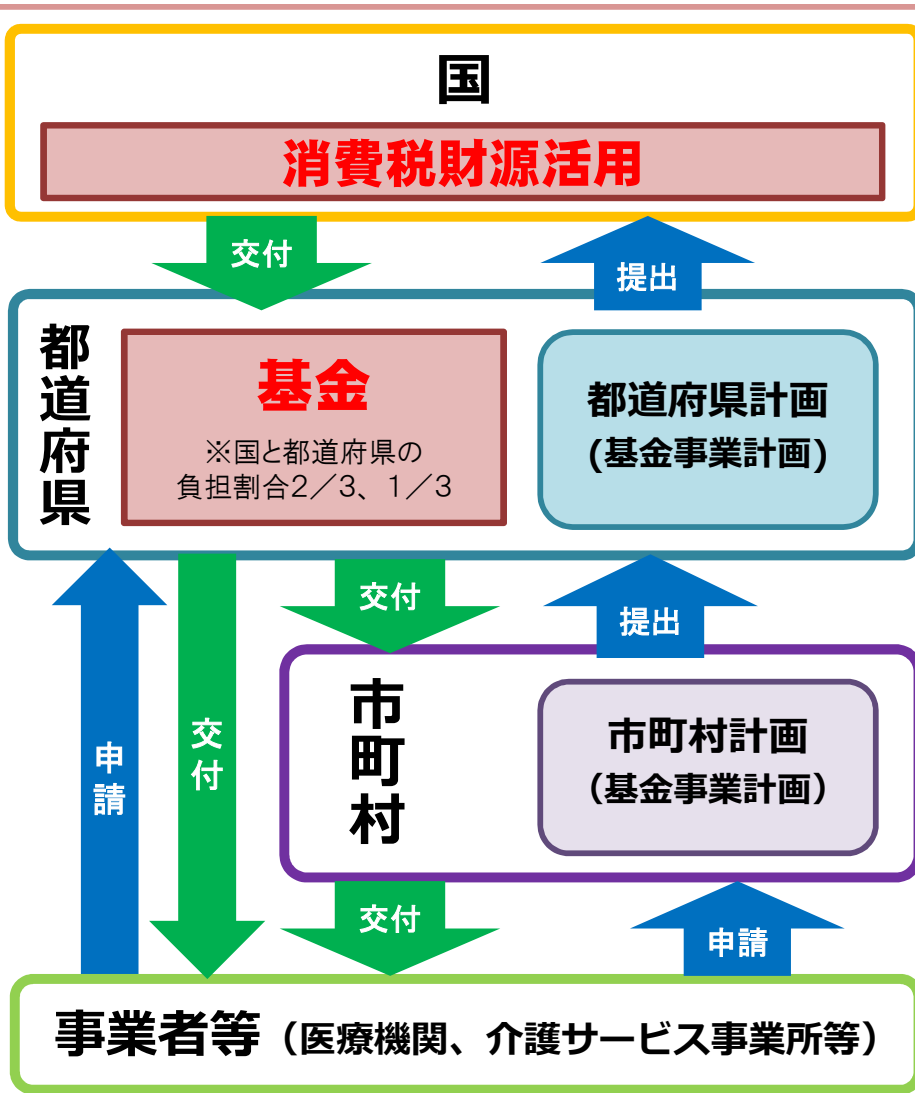 国
消費税財源活用
交付
提出
都道府県
基金
※国と都道府県の
負担割合2／3、1／3
都道府県計画
(基金事業計画)
交付
提出
申請
交付
市町村
市町村計画
（基金事業計画）
交付
申請
事業者等（医療機関、介護サービス事業所等）